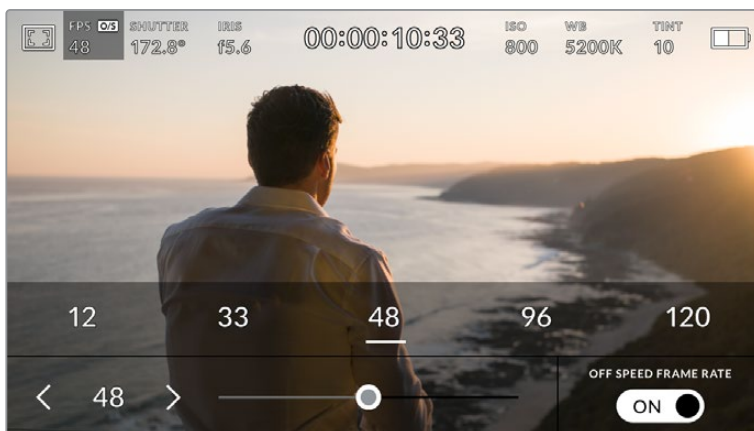 FPS O/S SHUTTER IRIS 00:00:10:33 ISO WB TINT
48 172.8° f5.6 800 5200K 10
12 33 48 96 120
OFF SPEED FRAME RATE
< 48 > ON